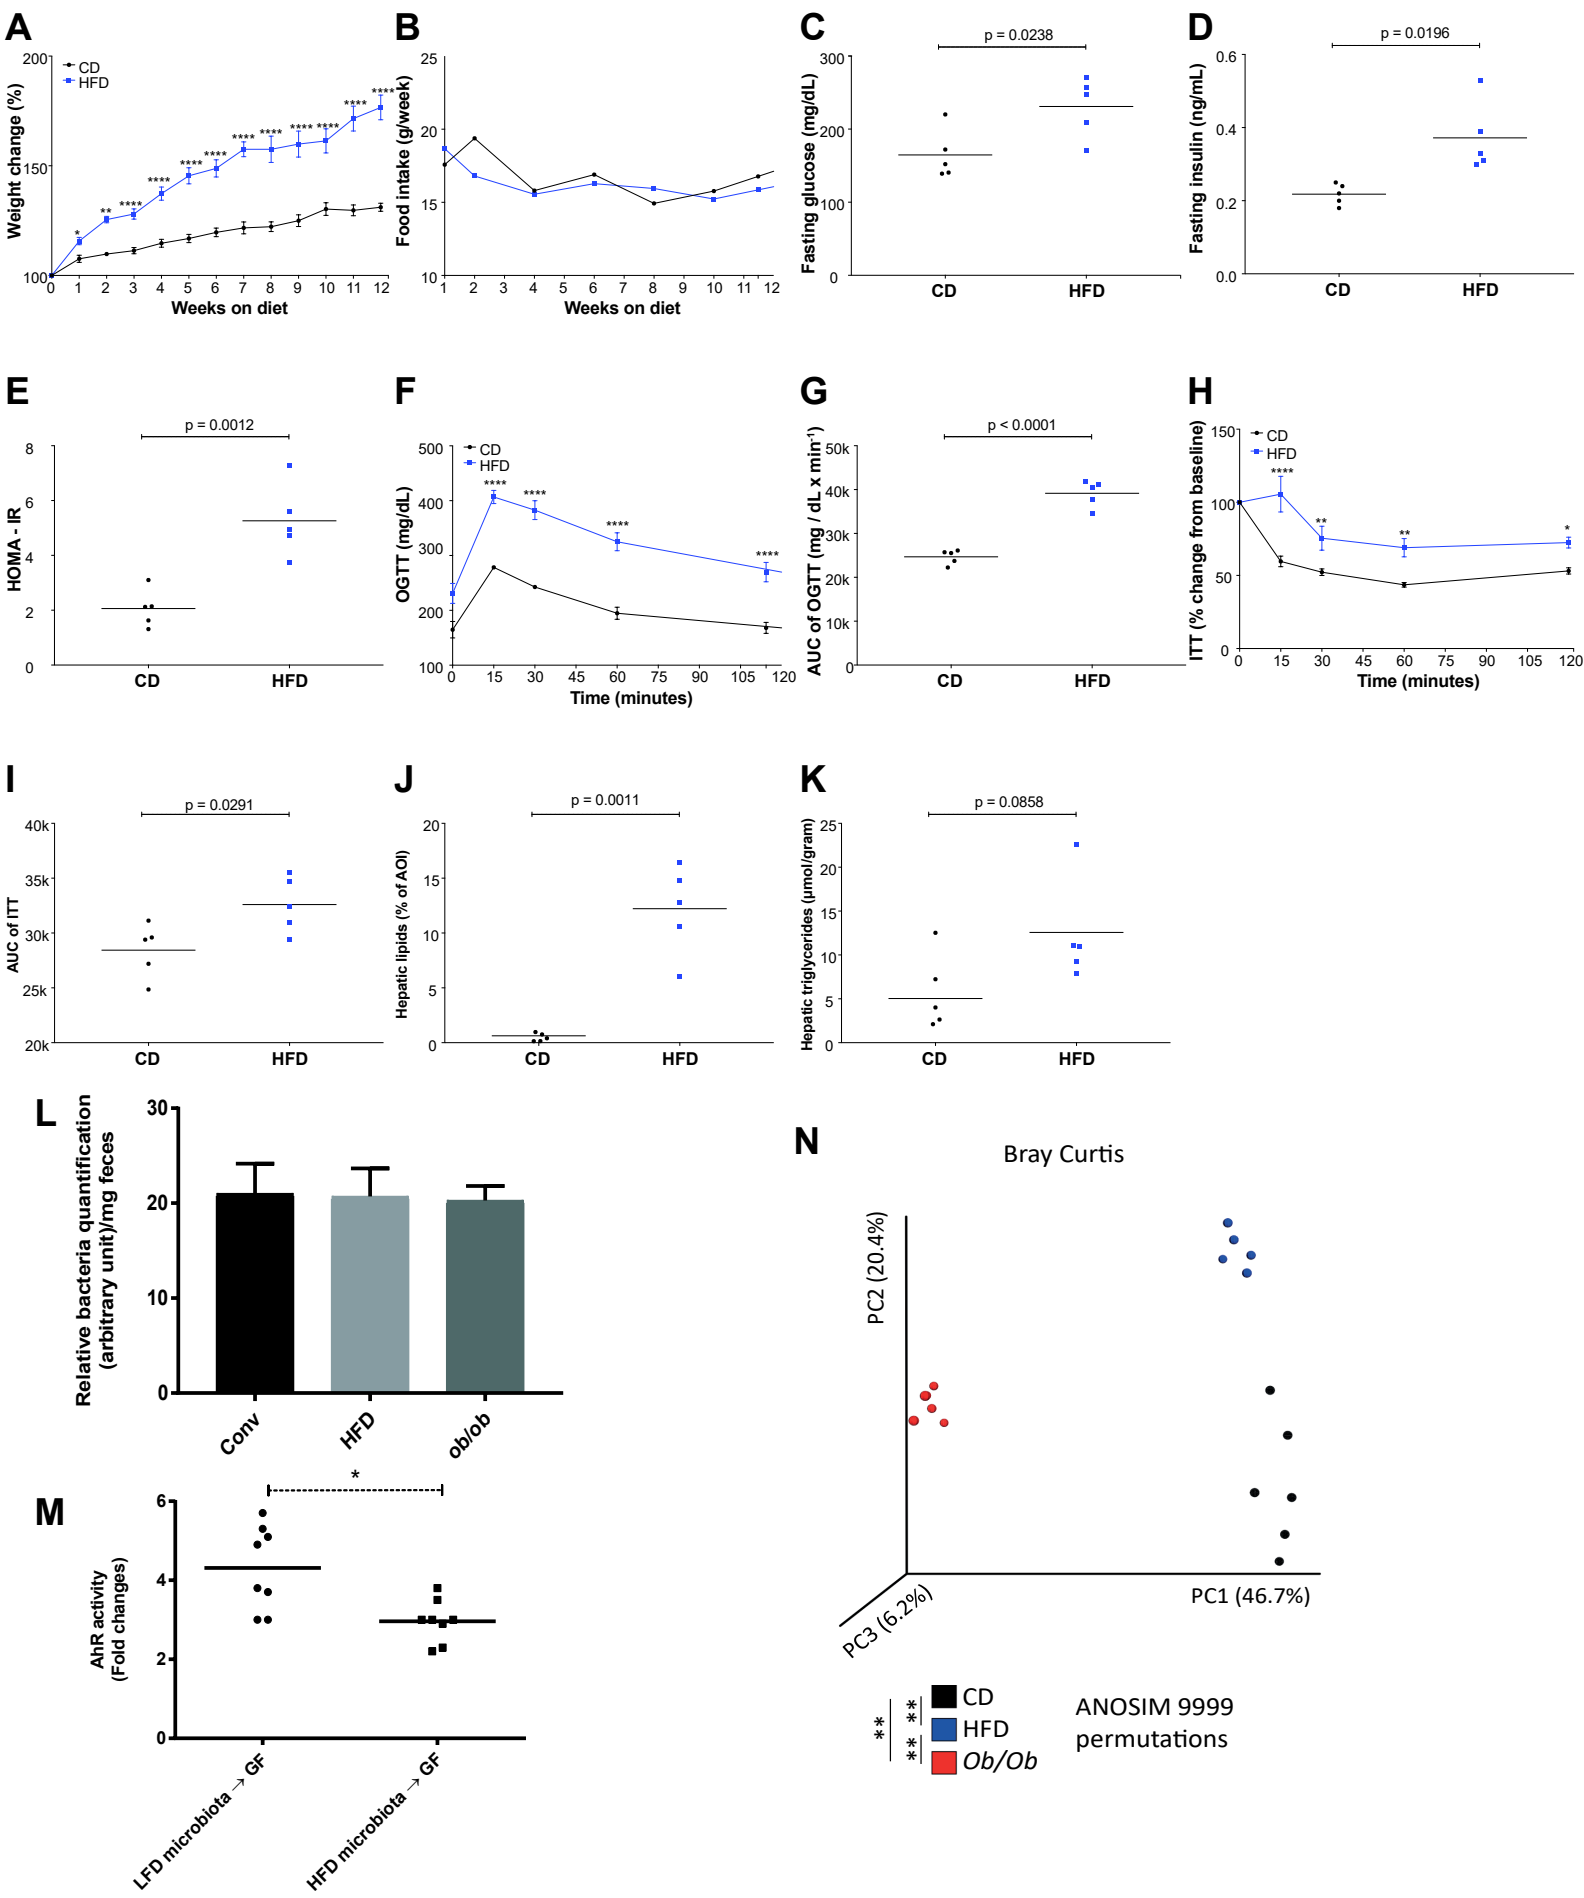 A
Weight change (%)
200
150
100
CD
HFD
*
**
****
****
****
****
****
****
****
****
****
****
0 1 2 3 4 5 6 7 8 9 10 11 12
Weeks on diet
B
Food intake (g/week)
25
20
15
10
1 2 3 4 5 6 7 8 9 10 11 12
Weeks on diet
C
p = 0.0238
Fasting glucose (mg/dL)
300
200
100
0
CD HFD
D
p = 0.0196
Fasting insulin (ng/mL)
0.6
0.4
0.2
0.0
CD HFD
E
p = 0.0012
HOMA - IR
8
6
4
2
0
CD HFD
F
OGTT (mg/dL)
500
400
300
200
100
CD
HFD
****
****
****
****
0 15 30 45 60 75 90 105 120
Time (minutes)
G
p < 0.0001
AUC of OGTT (mg / dL x min-1)
50k
40k
30k
20k
10k
0
CD HFD
H
ITT (% change from baseline)
150
100
50
0
CD
HFD
****
**
**
*
0 15 30 45 60 75 90 105 120
Time (minutes)
I
p = 0.0291
AUC of ITT
40k
35k
30k
25k
20k
CD HFD
J
p = 0.0011
Hepatic lipids (% of AOI)
20
15
10
5
0
CD HFD
K
p = 0.0858
Hepatic triglycerides (µmol/gram)
25
20
15
10
5
0
CD HFD
L
Relative bacteria quantification
(arbitrary unit)/mg feces
30
20
10
0
Conv HFD ob/ob
M
*
AhR activity
(Fold changes)
6
4
2
0
LFD microbiota → GF
HFD microbiota → GF
N
Bray Curtis
PC2 (20.4%)
PC1 (46.7%)
PC3 (6.2%)
**
**
**
CD
HFD
Ob/Ob
ANOSIM 9999
permutations